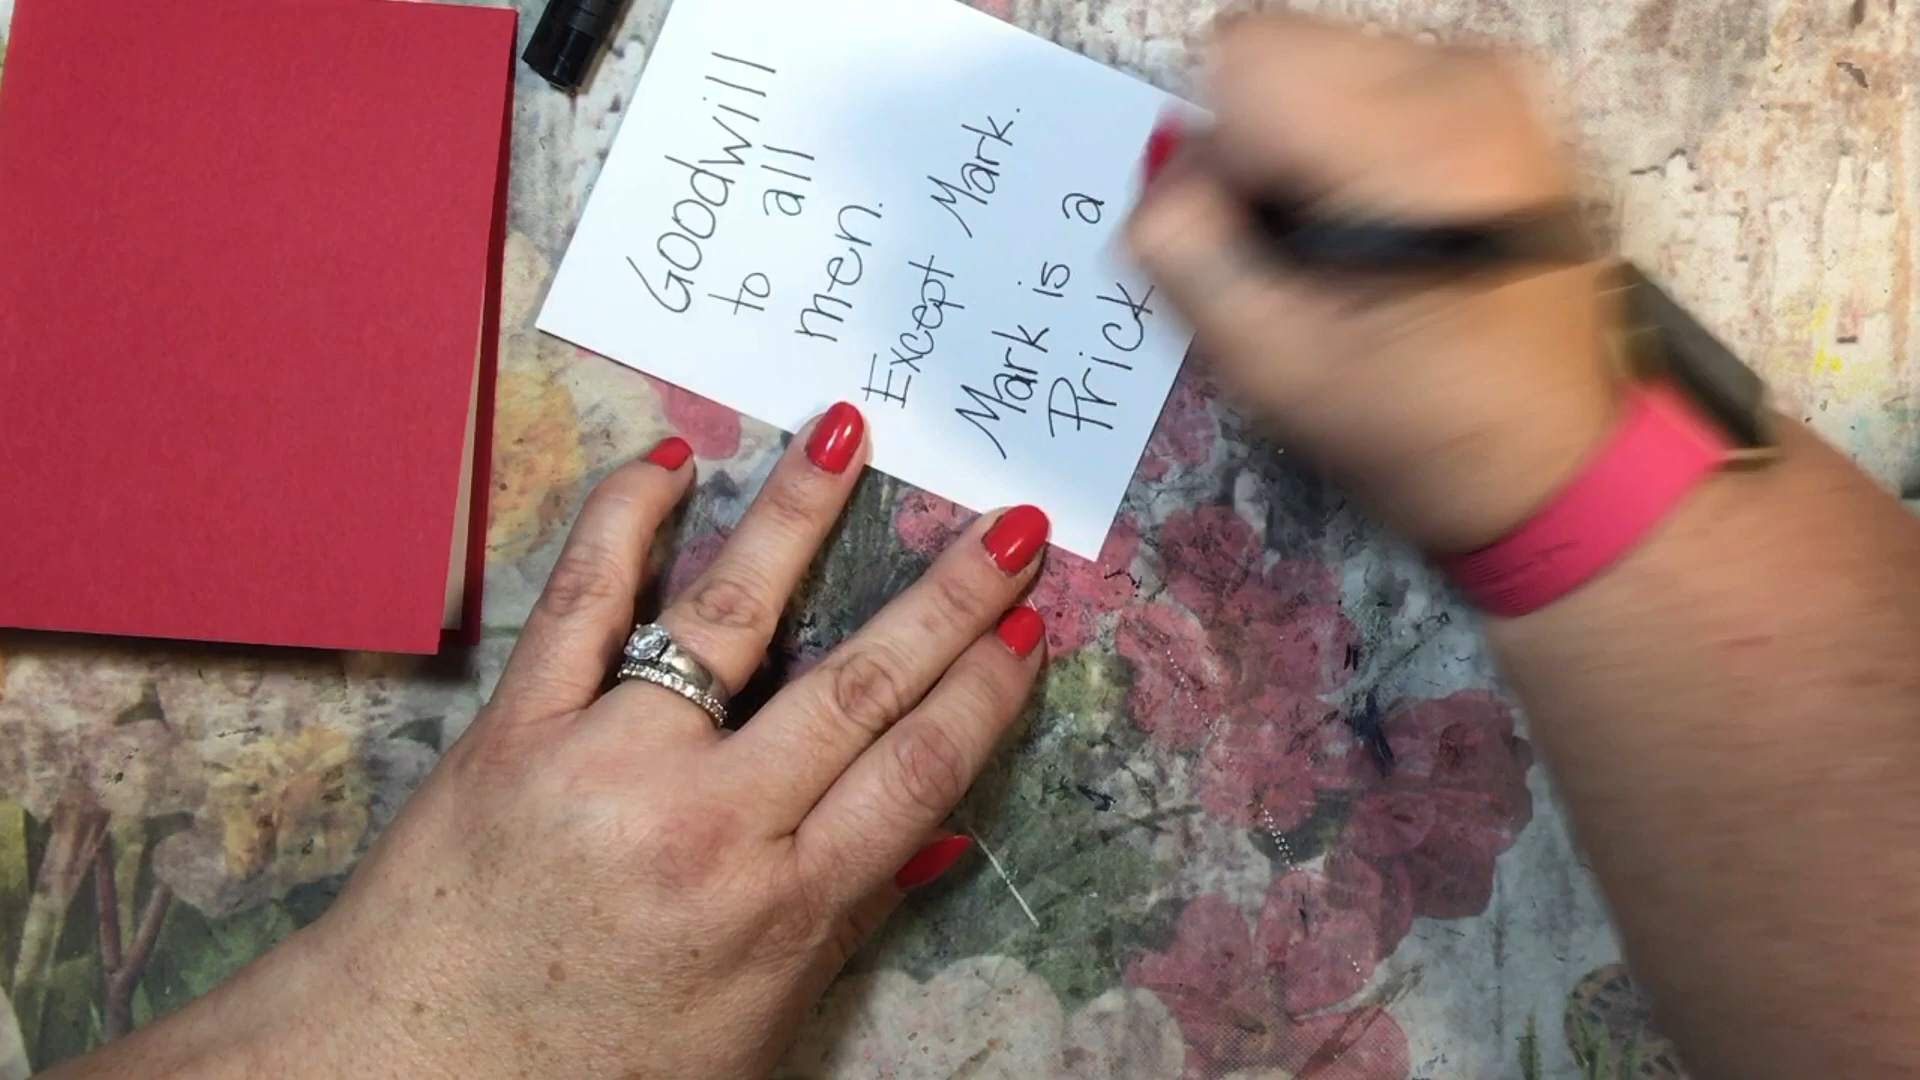 Goodwill
to all
men.
Except Mark.
Mark is a
Prick